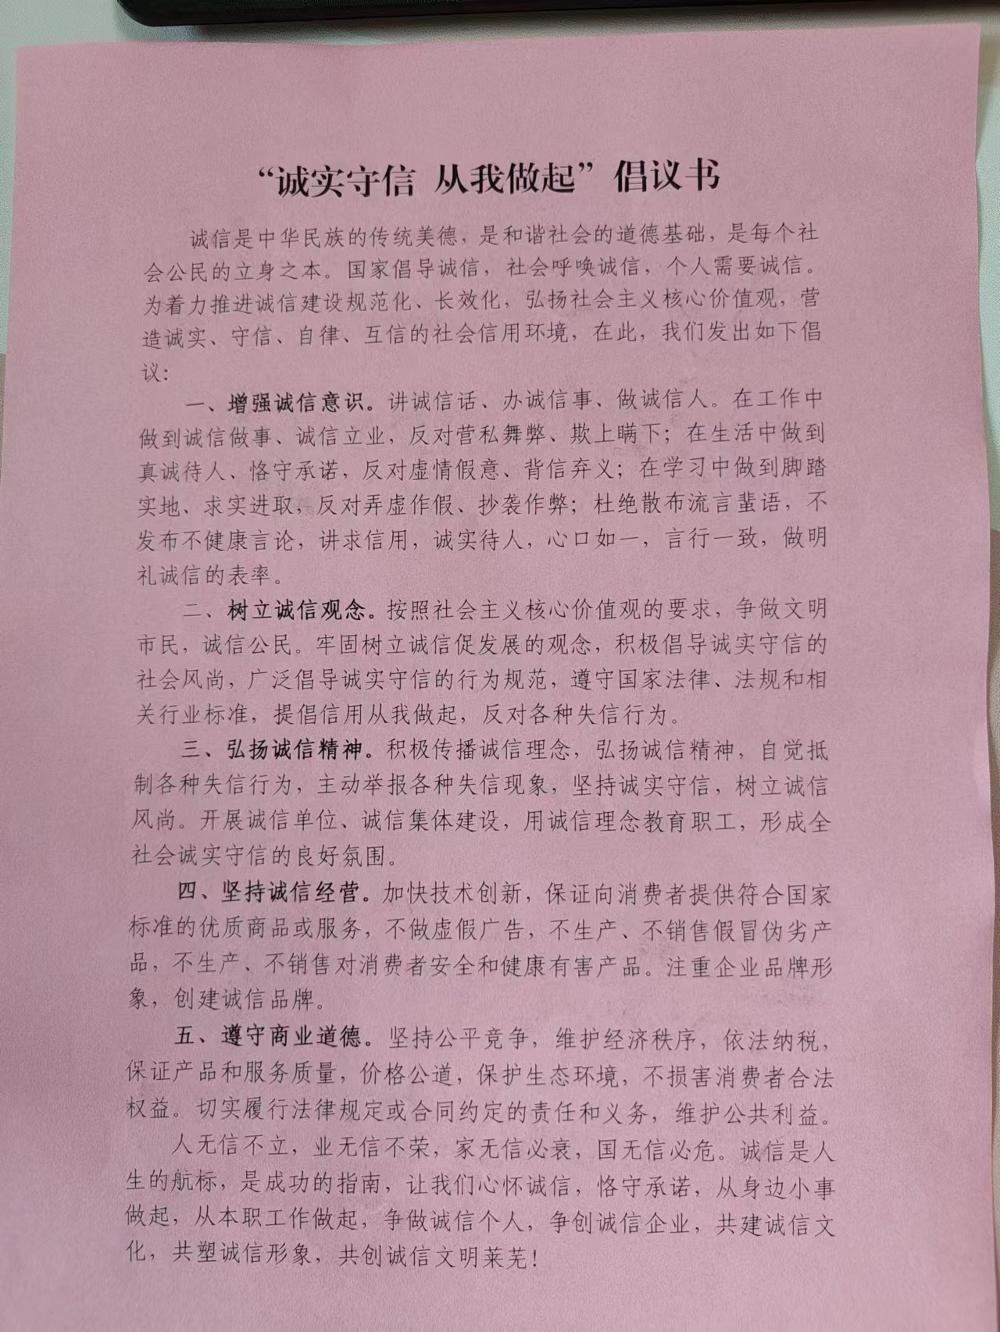 “诚实守信 从我做起”倡议书
诚信是中华民族的传统美德，是和谐社会的道德基础，是每个社
会公民的立身之本。国家倡导诚信，社会呼唤诚信，个人需要诚信。
为着力推进诚信建设规范化、长效化，弘扬社会主义核心价值观，营
造诚实、守信、自律、互信的社会信用环境，在此，我们发出如下倡
议：
一、增强诚信意识。讲诚信话、办诚信事、做诚信人。在工作中
做到诚信做事、诚信立业，反对营私舞弊、欺上瞒下；在生活中做到
真诚待人、恪守承诺，反对虚情假意、背信弃义；在学习中做到脚踏
实地、求实进取，反对弄虚作假、抄袭作弊；杜绝散布流言蜚语，不
发布不健康言论，讲求信用，诚实待人，心口如一，言行一致，做明
礼诚信的表率。
二、树立诚信观念。按照社会主义核心价值观的要求，争做文明
市民，诚信公民。牢固树立诚信促发展的观念，积极倡导诚实守信的
社会风尚，广泛倡导诚实守信的行为规范，遵守国家法律、法规和相
关行业标准，提倡信用从我做起，反对各种失信行为。
三、弘扬诚信精神。积极传播诚信理念，弘扬诚信精神，自觉抵
制各种失信行为，主动举报各种失信现象，坚持诚实守信，树立诚信
风尚。开展诚信单位、诚信集体建设，用诚信理念教育职工，形成全
社会诚实守信的良好氛围。
四、坚持诚信经营。加快技术创新，保证向消费者提供符合国家
标准的优质商品或服务，不做虚假广告，不生产、不销售假冒伪劣产
品，不生产、不销售对消费者安全和健康有害产品。注重企业品牌形
象，创建诚信品牌。
五、遵守商业道德。坚持公平竞争，维护经济秩序，依法纳税，
保证产品和服务质量，价格公道，保护生态环境，不损害消费者合法
权益。切实履行法律规定或合同约定的责任和义务，维护公共利益。
人无信不立，业无信不荣，家无信必衰，国无信必危。诚信是人
生的航标，是成功的指南，让我们心怀诚信，恪守承诺，从身边小事
做起，从本职工作做起，争做诚信个人，争创诚信企业，共建诚信文
化，共塑诚信形象，共创诚信文明莱芜！